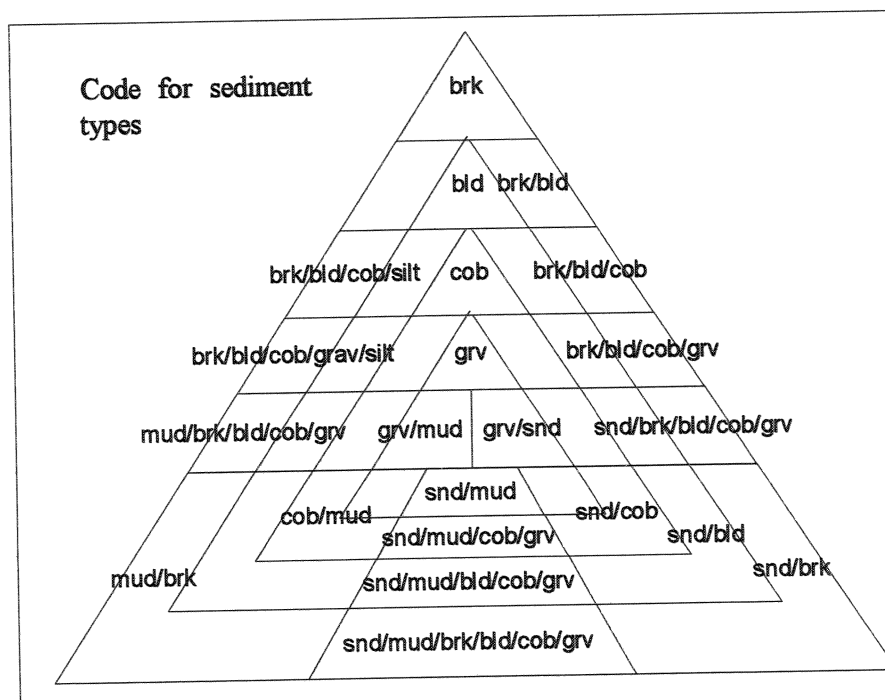 Code for sediment
types
brk
bld brk/bld
brk/bld/cob/silt cob brk/bld/cob
brk/bld/cob/grav/silt grv brk/bld/cob/grv
mud/brk/bld/cob/grv grv/mud grv/snd snd/brk/bld/cob/grv
snd/mud
cob/mud snd/cob
snd/mud/cob/grv snd/bld
mud/brk snd/mud/bld/cob/grv snd/brk
snd/mud/brk/bld/cob/grv